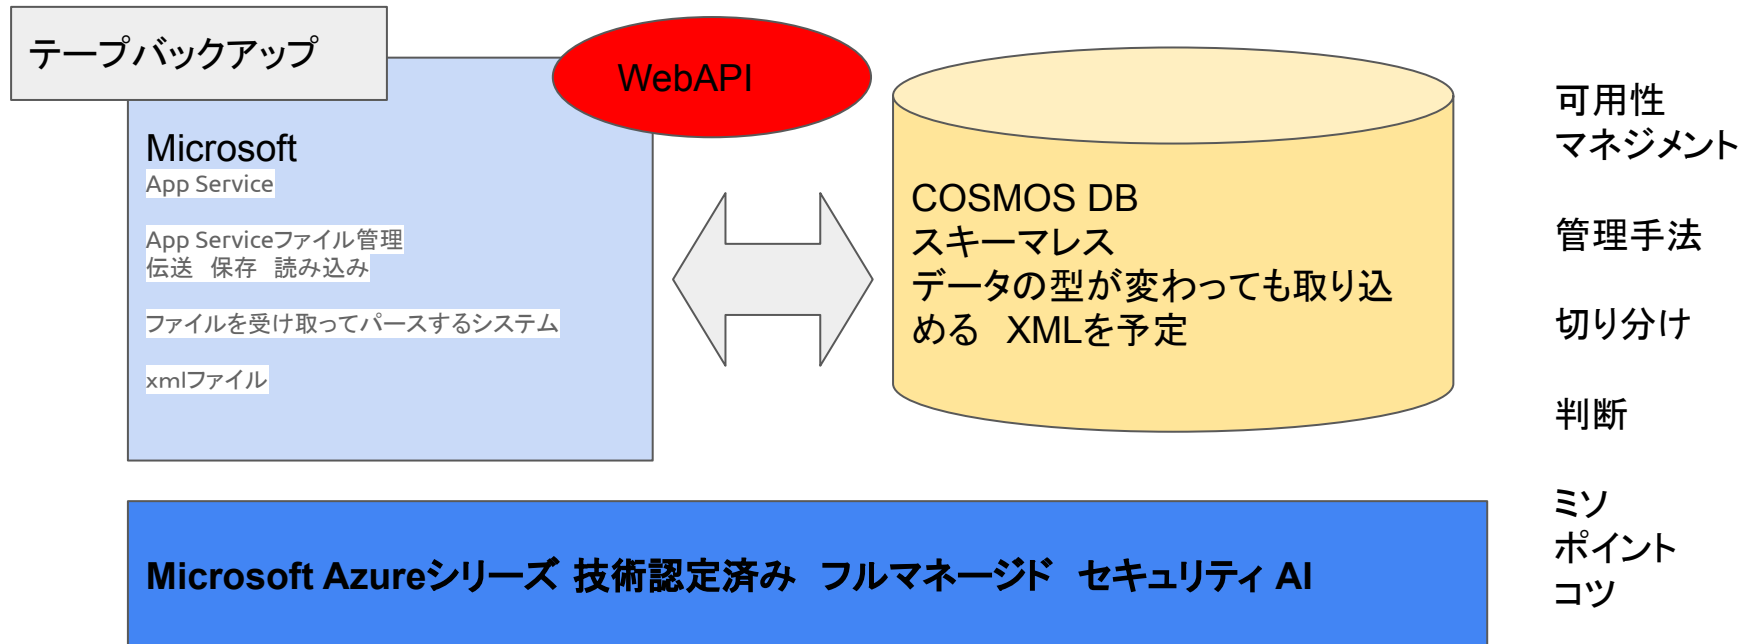 テープバックアップ
WebAPI
Microsoft
App Service
App Serviceファイル管理
伝送　保存　読み込み
ファイルを受け取ってパースするシステム
xmlファイル
COSMOS DB
スキーマレス
データの型が変わっても取り込
める　XMLを予定
可用性
マネジメント
管理手法
切り分け
判断
ミソ
ポイント
コツ
Microsoft Azureシリーズ 技術認定済み　フルマネージド　セキュリティ AI